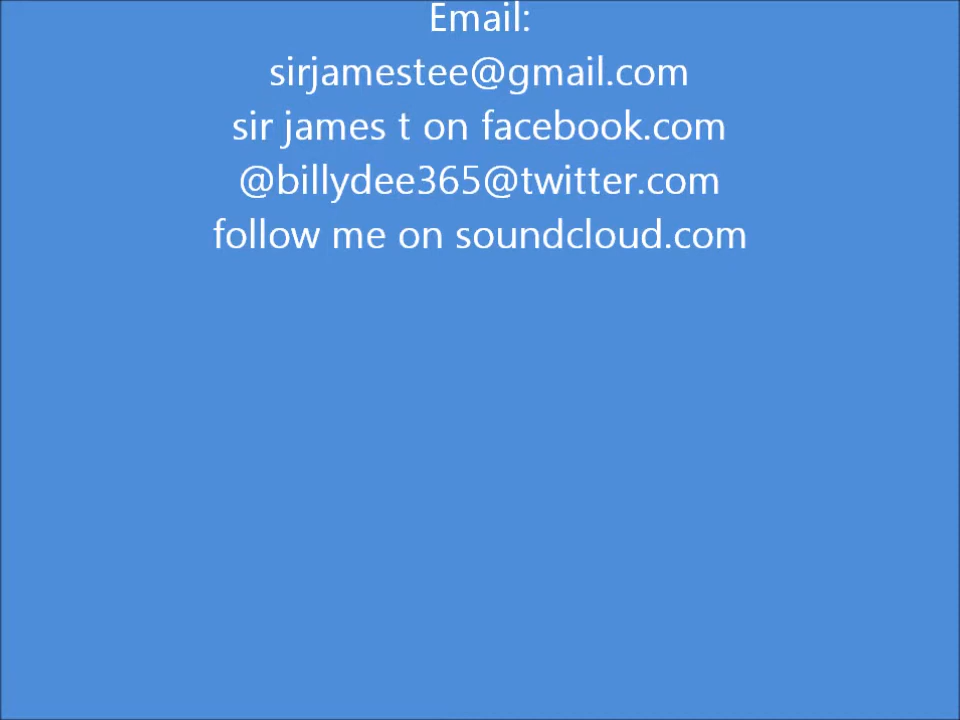 Email:
sirjamestee@gmail.com
sir james t on facebook.com
@billydee365@twitter.com
follow me on soundcloud.com